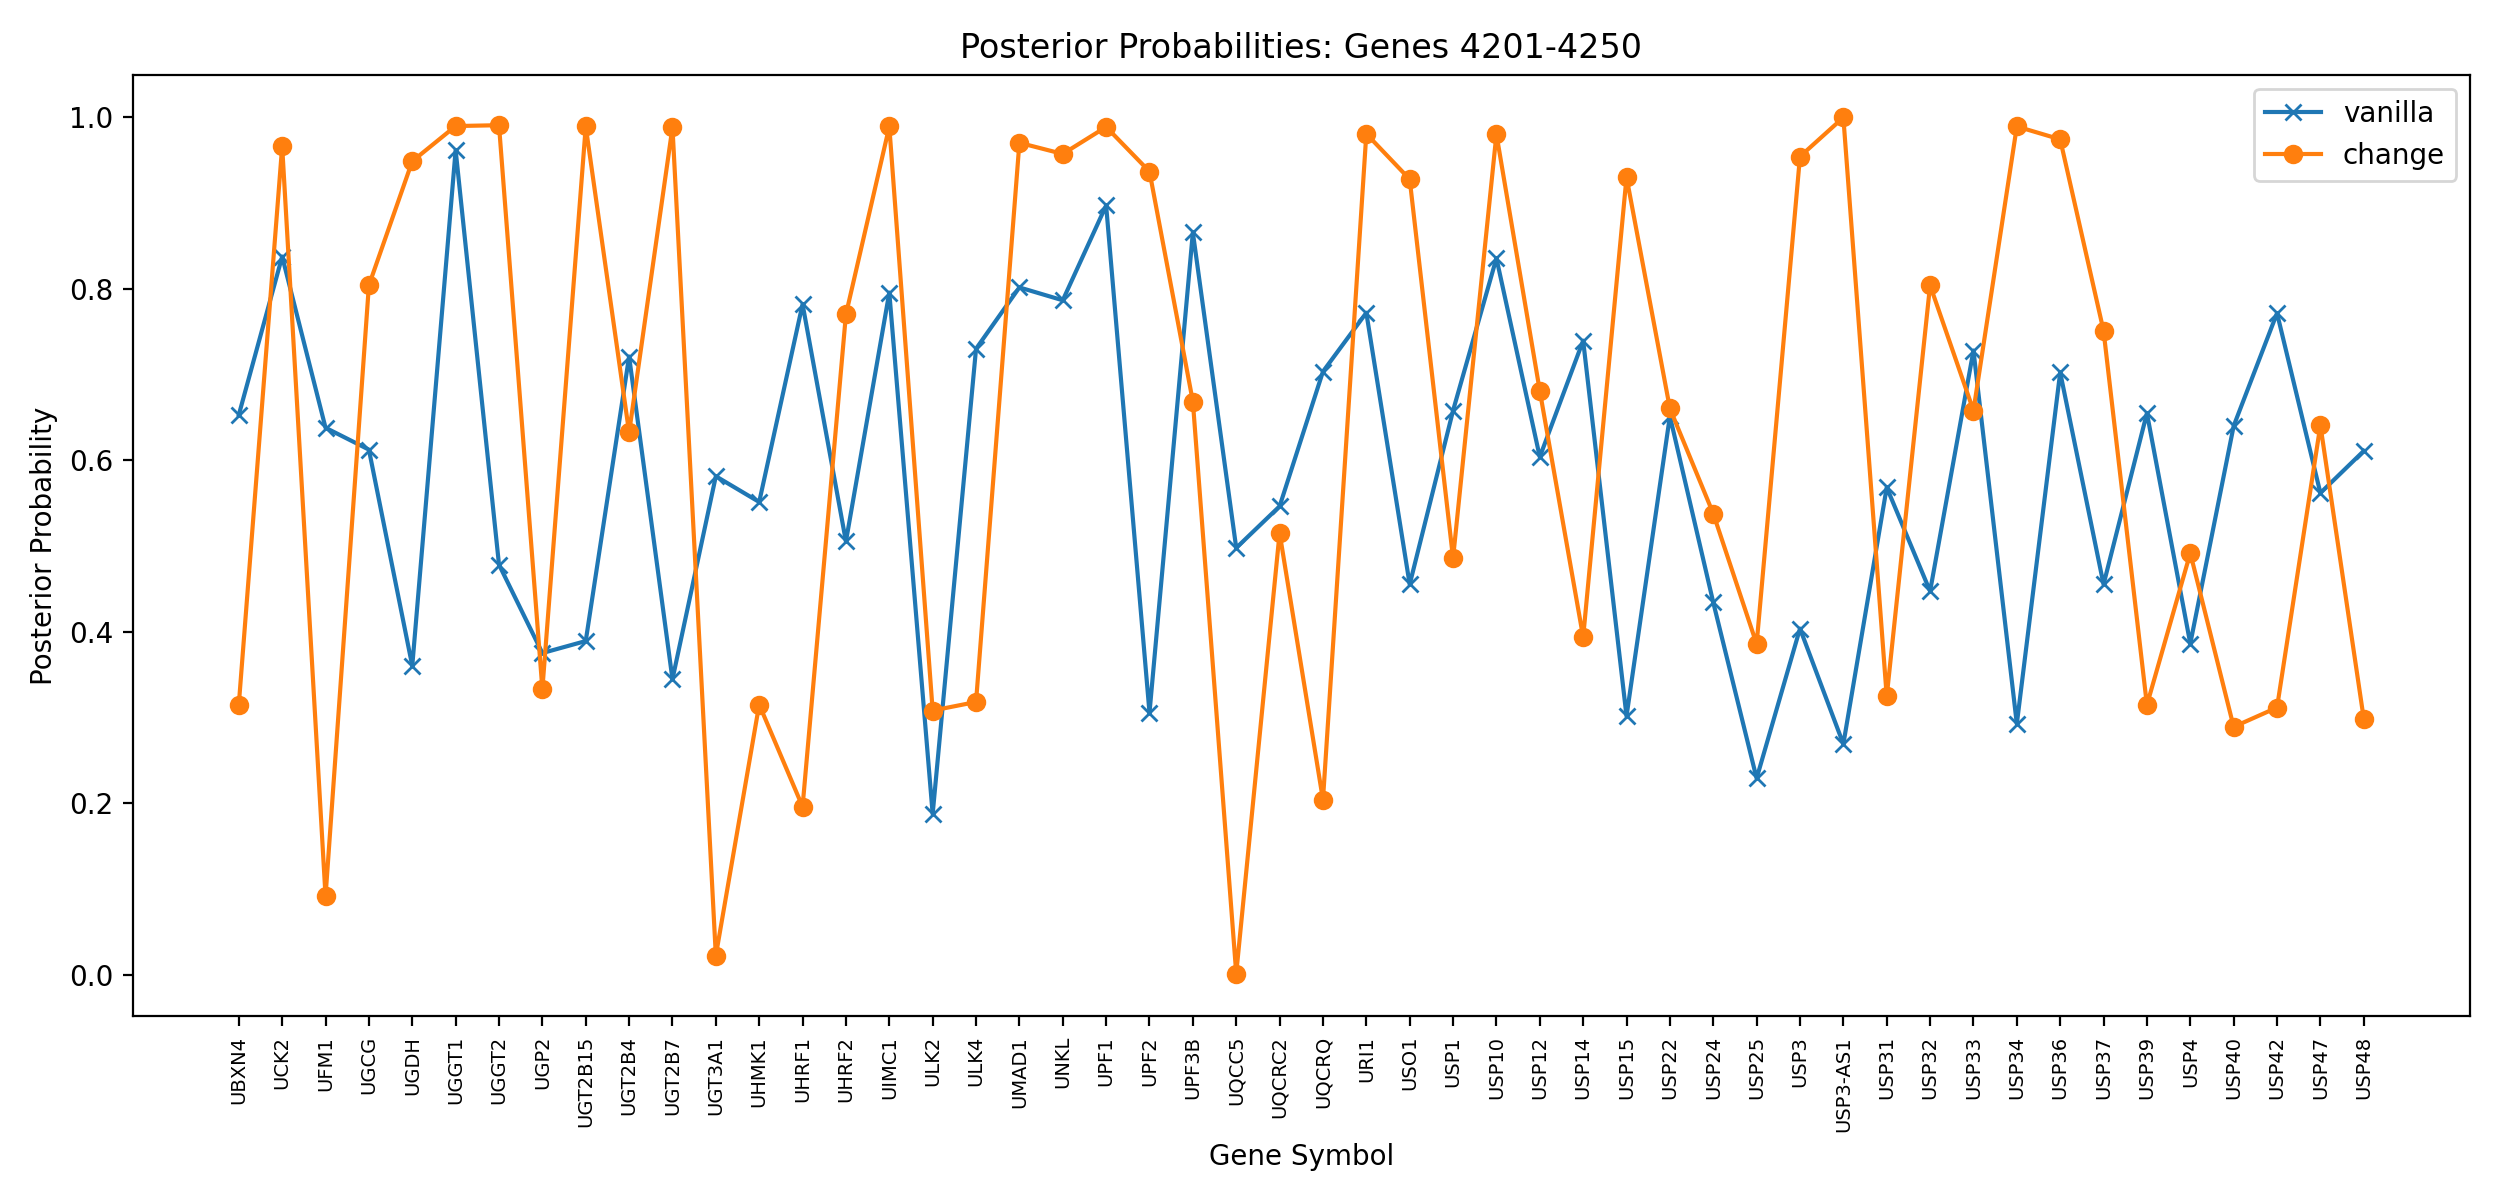 Posterior Probabilities: Genes 4201-4250
vanilla
change
Posterior Probability
1.0
0.8
0.6
0.4
0.2
0.0
UBXN4
UCK2
UFM1
UGCG
UGDH
UGGT1
UGGT2
UGP2
UGT2B15
UGT2B4
UGT2B7
UGT3A1
UHMK1
UHRF1
UHRF2
UIMC1
ULK2
ULK4
UMAD1
UNKL
UPF1
UPF2
UPF3B
UQCC5
UQCRC2
UQCRQ
URI1
USO1
USP1
USP10
USP12
USP14
USP15
USP22
USP24
USP25
USP3
USP3-AS1
USP31
USP32
USP33
USP34
USP36
USP37
USP39
USP4
USP40
USP42
USP47
USP48
Gene Symbol